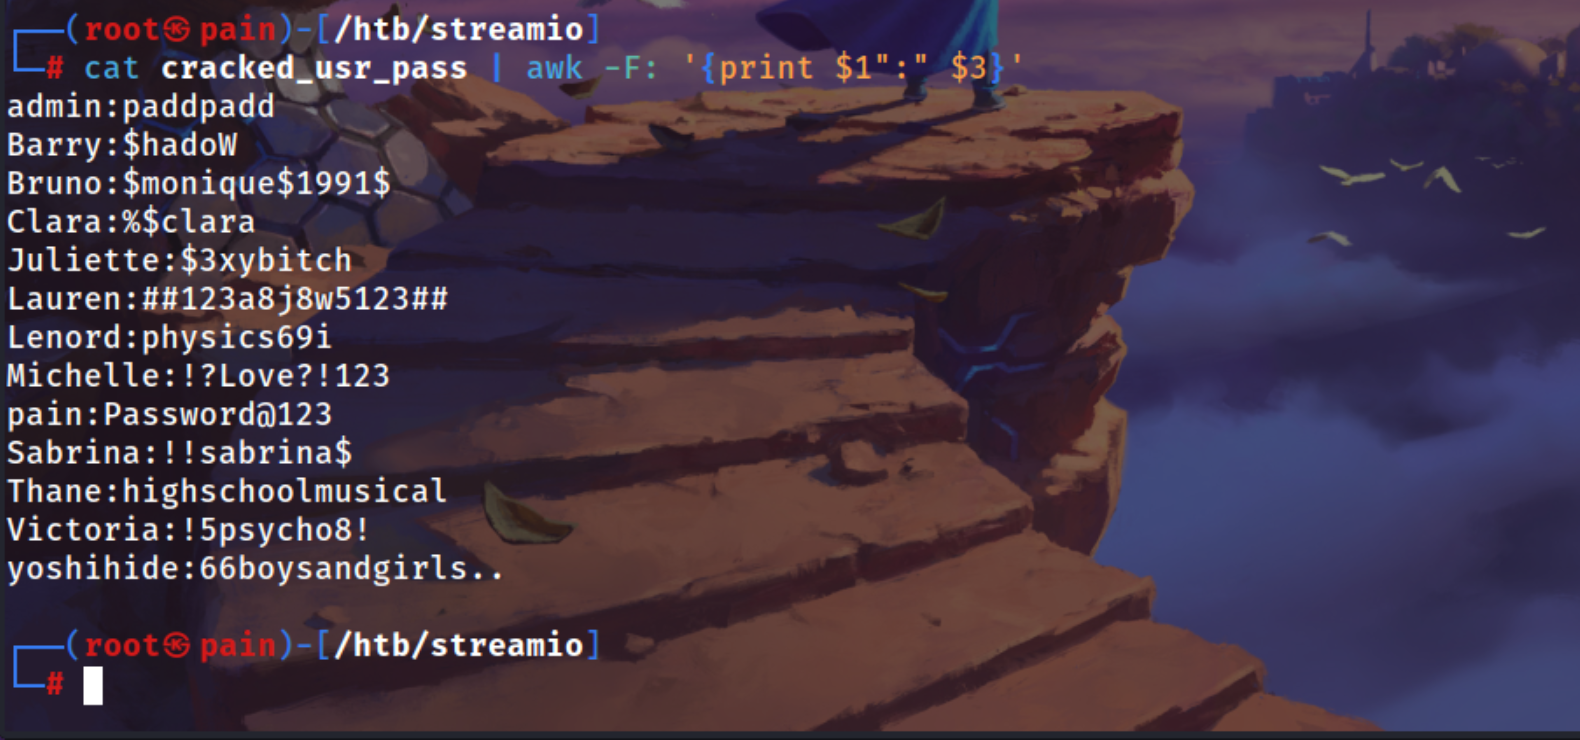 ┌──(root㉿pain)-[/htb/streamio]
└─# cat cracked_usr_pass | awk -F: '{print $1":" $3}'
admin:paddpadd
Barry:$hadoW
Bruno:$monique$1991$
Clara:%$clara
Juliette:$3xybitch
Lauren:##123a8j8w5123##
Lenord:physics69i
Michelle:!?Love?!123
pain:Password@123
Sabrina:!!sabrina$
Thane:highschoolmusical
Victoria:!5psycho8!
yoshihide:66boysandgirls..
┌──(root㉿pain)-[/htb/streamio]
└─#